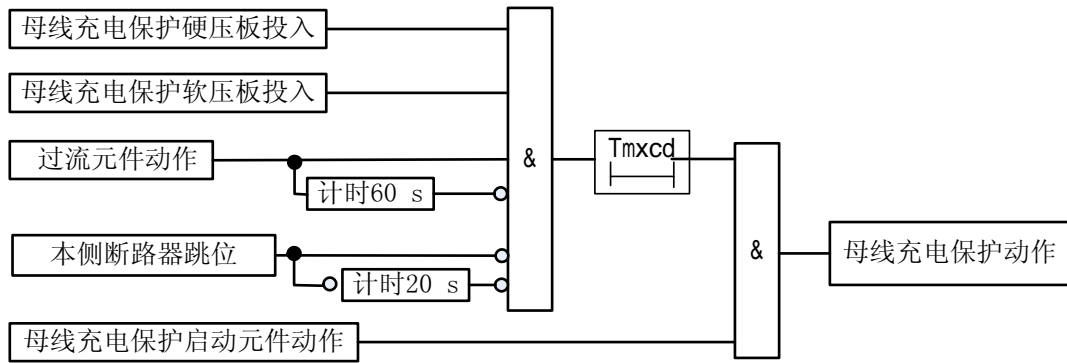 母线充电保护硬压板投入
母线充电保护软压板投入
过流元件动作
计时60 s
本侧断路器跳位
计时20 s
母线充电保护启动元件动作
&
Tmxcd
&
母线充电保护动作